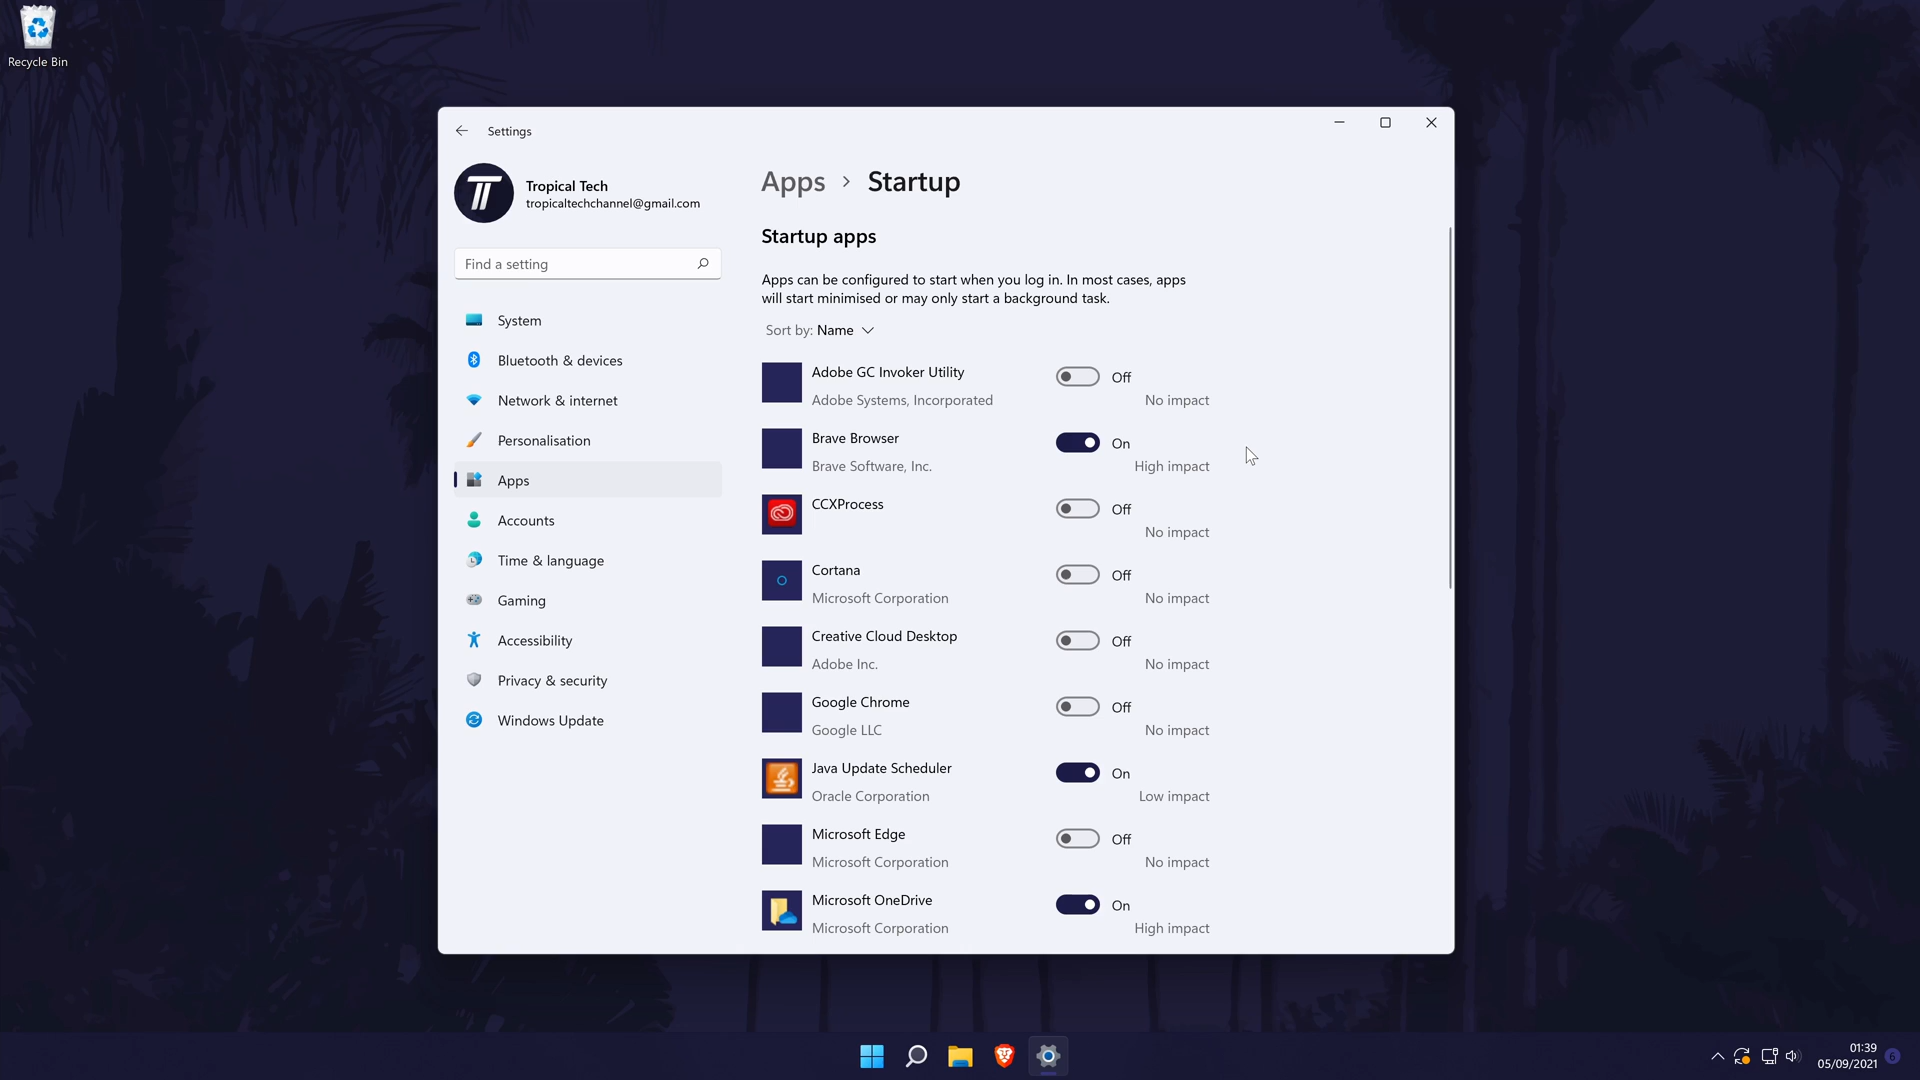 Recycle Bin
Settings
Tropical Tech
tropicaltechchannel@gmail.com
Find a setting
System
Bluetooth & devices
Network & internet
Personalisation
Apps
Accounts
Time & language
Gaming
Accessibility
Privacy & security
Windows Update
Apps > Startup
Startup apps
Apps can be configured to start when you log in. In most cases, apps
will start minimised or may only start a background task.
Sort by: Name
Adobe GC Invoker Utility
Off
Adobe Systems, Incorporated
No impact
Brave Browser
On
Brave Software, Inc.
High impact
CCXProcess
Off
No impact
Cortana
Off
Microsoft Corporation
No impact
Creative Cloud Desktop
Off
Adobe Inc.
No impact
Google Chrome
Off
Google LLC
No impact
Java Update Scheduler
On
Oracle Corporation
Low impact
Microsoft Edge
Off
Microsoft Corporation
No impact
Microsoft OneDrive
On
Microsoft Corporation
High impact
01:39
05/09/2021
6